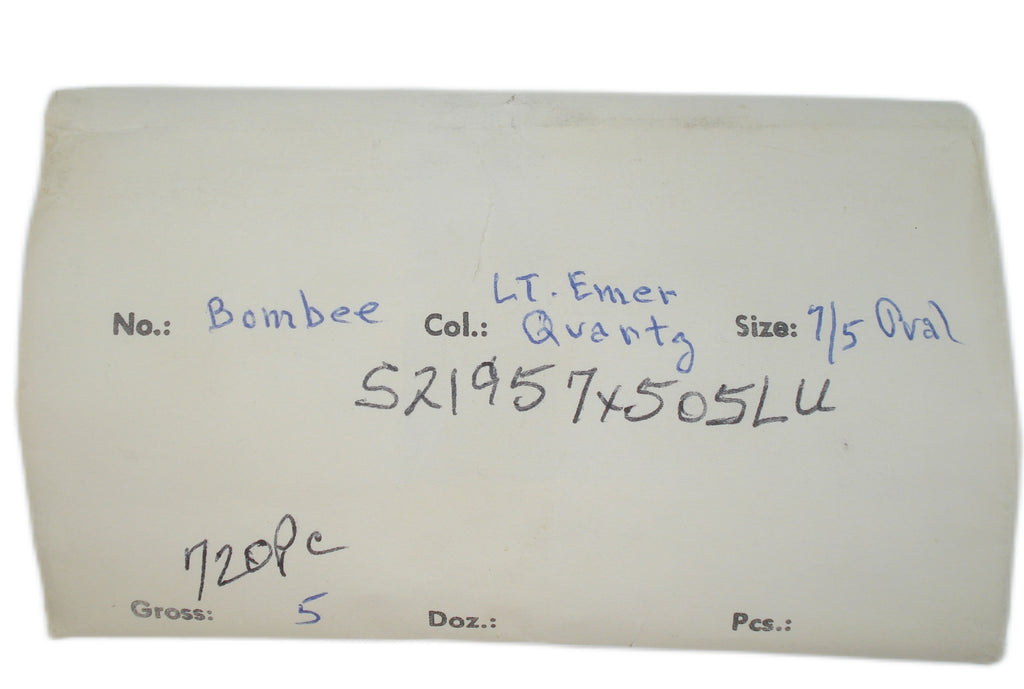 LT. Emer
No.: Bombee Col.: Quartz Size: 7/5 Oval
S21957x505LU
720Pc
Gross: 5 Doz.: Pcs.: